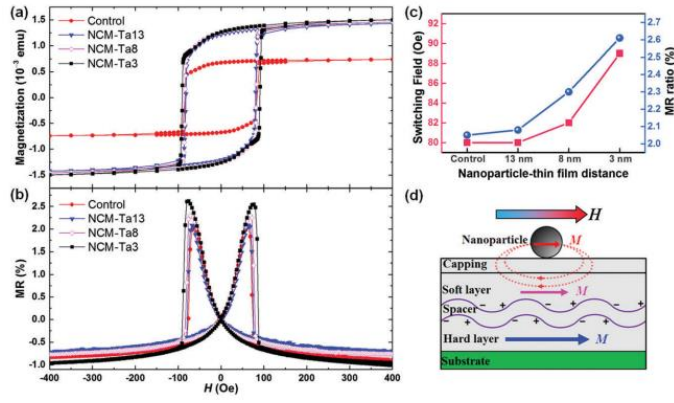 (a)
Control
NCM-Ta13
NCM-Ta8
NCM-Ta3
Magnetization (10⁻³ emu)
1.5
1.0
0.5
0.0
-0.5
-1.0
-1.5
(b)
Control
NCM-Ta13
NCM-Ta8
NCM-Ta3
MR (%)
2.5
2.0
1.5
1.0
0.5
0.0
-0.5
-1.0
-400 -300 -200 -100 0 100 200 300 400
H (Oe)
(c)
Switching Field (Oe)
92
90
88
86
84
82
80
MR ratio (%)
2.7
2.6
2.5
2.4
2.3
2.2
2.1
2.0
Control 13 nm 8 nm 3 nm
Nanoparticle-thin film distance
(d)
H
Nanoparticle
M
Capping
Soft layer
M
Spacer
− + − + − +
+ − + − + −
Hard layer
M
Substrate